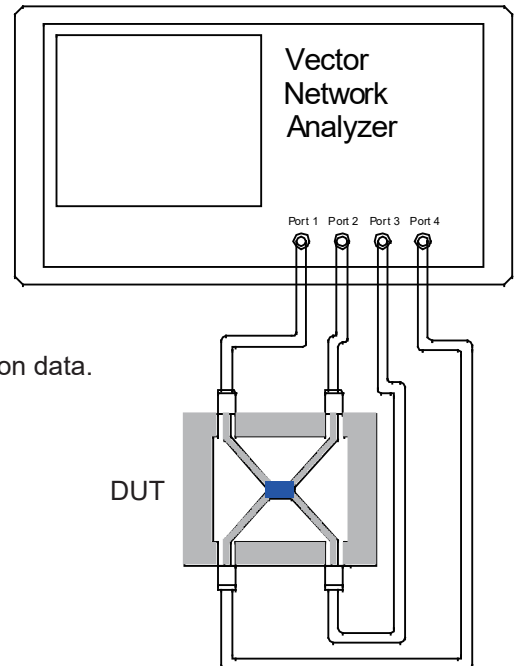 Vector
Network
Analyzer
Port 1 Port 2 Port 3 Port 4
on data.
DUT